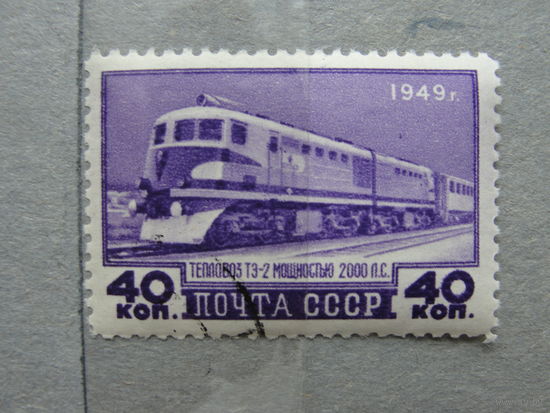 1949 г.
ТЕПЛОВОЗ ТЭ-2 МОЩНОСТЬЮ 2000 Л.С.
40 КОП. ПОЧТА СССР 40 КОП.